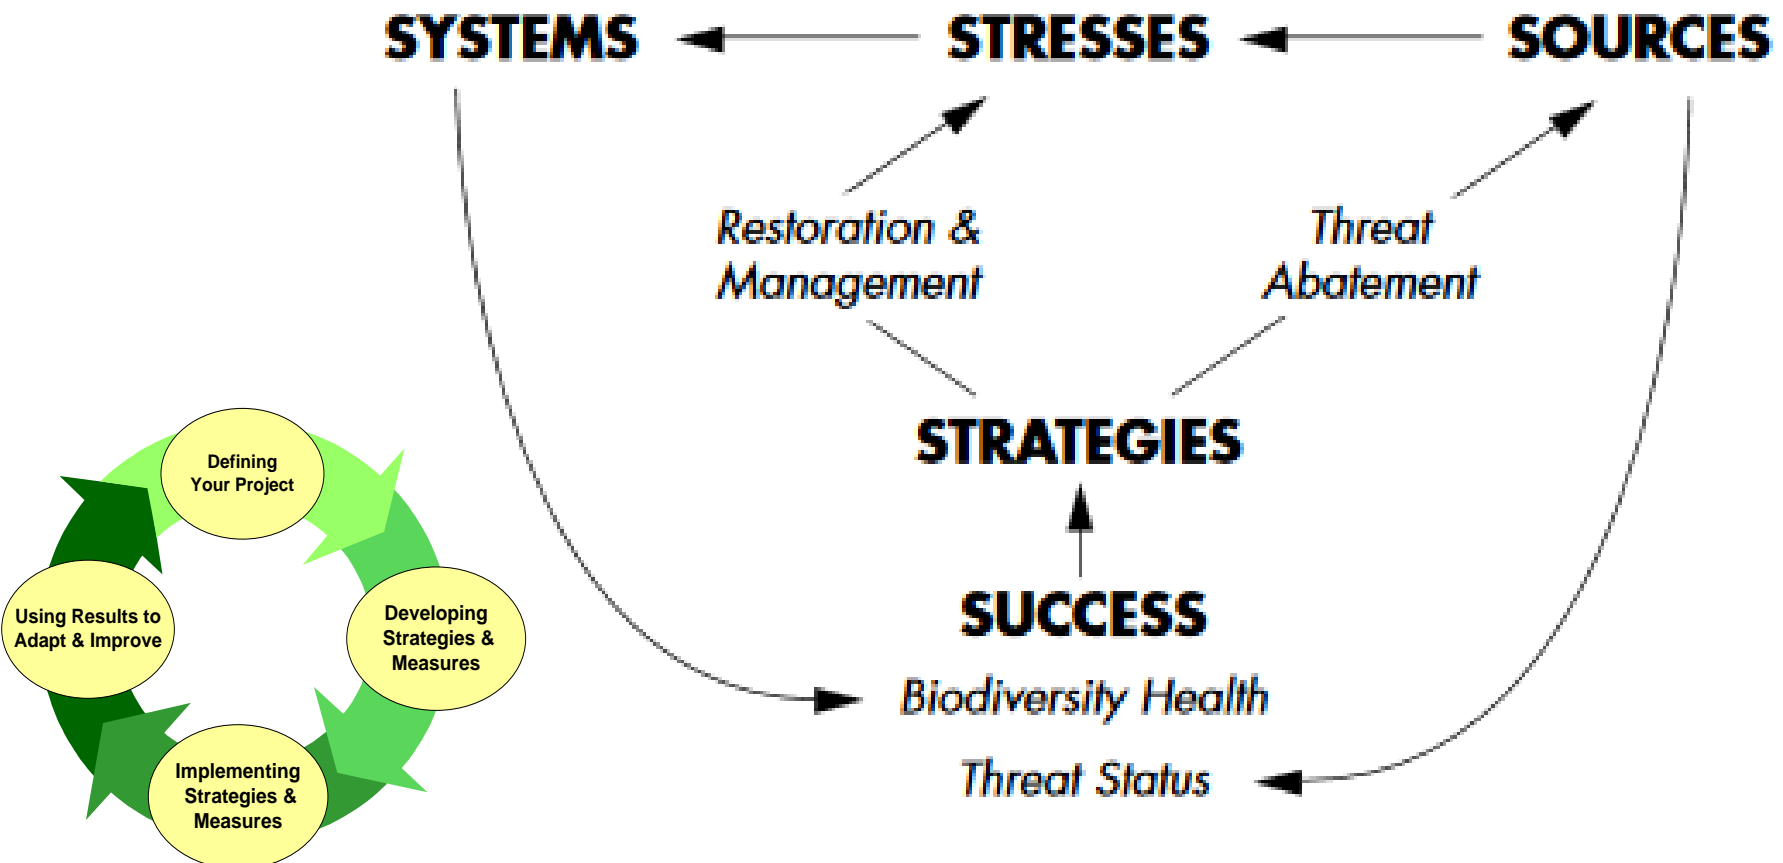 SYSTEMS
STRESSES
SOURCES
Restoration &
Management
Threat
Abatement
STRATEGIES
SUCCESS
Biodiversity Health
Threat Status
Defining
Your Project
Developing
Strategies &
Measures
Implementing
Strategies &
Measures
Using Results to
Adapt & Improve